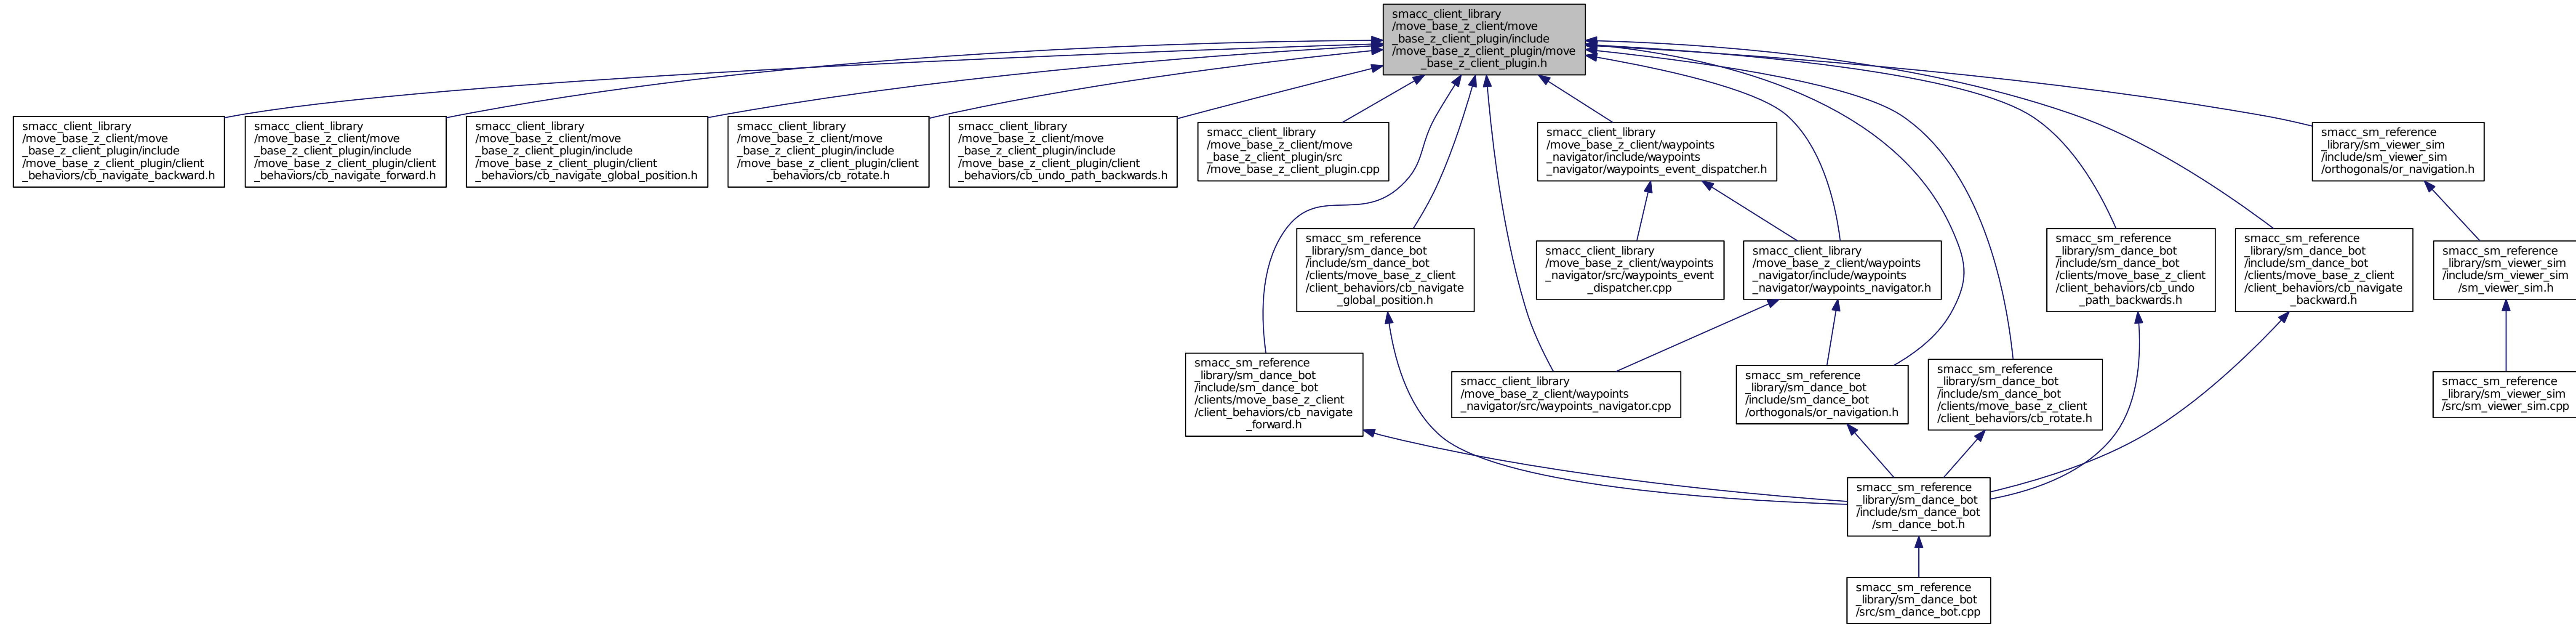 smacc_client_library
/move_base_z_client/move
_base_z_client_plugin/include
/move_base_z_client_plugin/move
_base_z_client_plugin.h
smacc_client_library
/move_base_z_client/move
_base_z_client_plugin/include
/move_base_z_client_plugin/client
_behaviors/cb_navigate_backward.h
smacc_client_library
/move_base_z_client/move
_base_z_client_plugin/include
/move_base_z_client_plugin/client
_behaviors/cb_navigate_forward.h
smacc_client_library
/move_base_z_client/move
_base_z_client_plugin/include
/move_base_z_client_plugin/client
_behaviors/cb_navigate_global_position.h
smacc_client_library
/move_base_z_client/move
_base_z_client_plugin/include
/move_base_z_client_plugin/client
_behaviors/cb_rotate.h
smacc_client_library
/move_base_z_client/move
_base_z_client_plugin/include
/move_base_z_client_plugin/client
_behaviors/cb_undo_path_backwards.h
smacc_client_library
/move_base_z_client/move
_base_z_client_plugin/src
/move_base_z_client_plugin.cpp
smacc_client_library
/move_base_z_client/waypoints
_navigator/include/waypoints
_navigator/waypoints_event_dispatcher.h
smacc_sm_reference
_library/sm_viewer_sim
/include/sm_viewer_sim
/orthogonals/or_navigation.h
smacc_sm_reference
_library/sm_dance_bot
/include/sm_dance_bot
/clients/move_base_z_client
/client_behaviors/cb_navigate
_global_position.h
smacc_client_library
/move_base_z_client/waypoints
_navigator/src/waypoints_event
_dispatcher.cpp
smacc_client_library
/move_base_z_client/waypoints
_navigator/include/waypoints
_navigator/waypoints_navigator.h
smacc_sm_reference
_library/sm_dance_bot
/include/sm_dance_bot
/clients/move_base_z_client
/client_behaviors/cb_undo
_path_backwards.h
smacc_sm_reference
_library/sm_dance_bot
/include/sm_dance_bot
/clients/move_base_z_client
/client_behaviors/cb_navigate
_backward.h
smacc_sm_reference
_library/sm_viewer_sim
/include/sm_viewer_sim
/sm_viewer_sim.h
smacc_sm_reference
_library/sm_dance_bot
/include/sm_dance_bot
/clients/move_base_z_client
/client_behaviors/cb_navigate
_forward.h
smacc_client_library
/move_base_z_client/waypoints
_navigator/src/waypoints_navigator.cpp
smacc_sm_reference
_library/sm_dance_bot
/include/sm_dance_bot
/orthogonals/or_navigation.h
smacc_sm_reference
_library/sm_dance_bot
/include/sm_dance_bot
/clients/move_base_z_client
/client_behaviors/cb_rotate.h
smacc_sm_reference
_library/sm_viewer_sim
/src/sm_viewer_sim.cpp
smacc_sm_reference
_library/sm_dance_bot
/include/sm_dance_bot
/sm_dance_bot.h
smacc_sm_reference
_library/sm_dance_bot
/src/sm_dance_bot.cpp